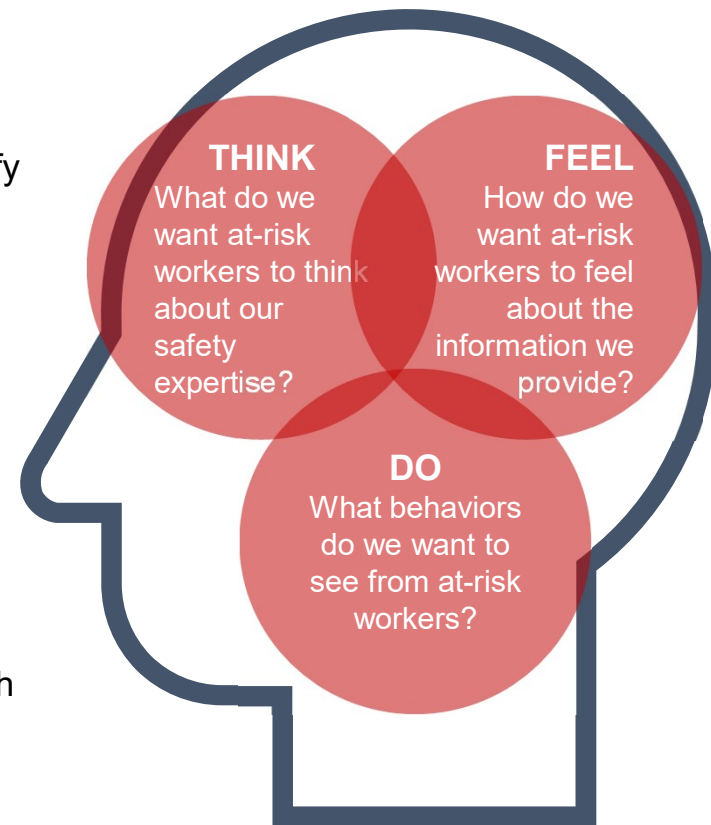 fy
THINK
What do we
want at-risk
workers to think
about our
safety
expertise?
FEEL
How do we
want at-risk
workers to feel
about the
information we
provide?
DO
What behaviors
do we want to
see from at-risk
workers?
h